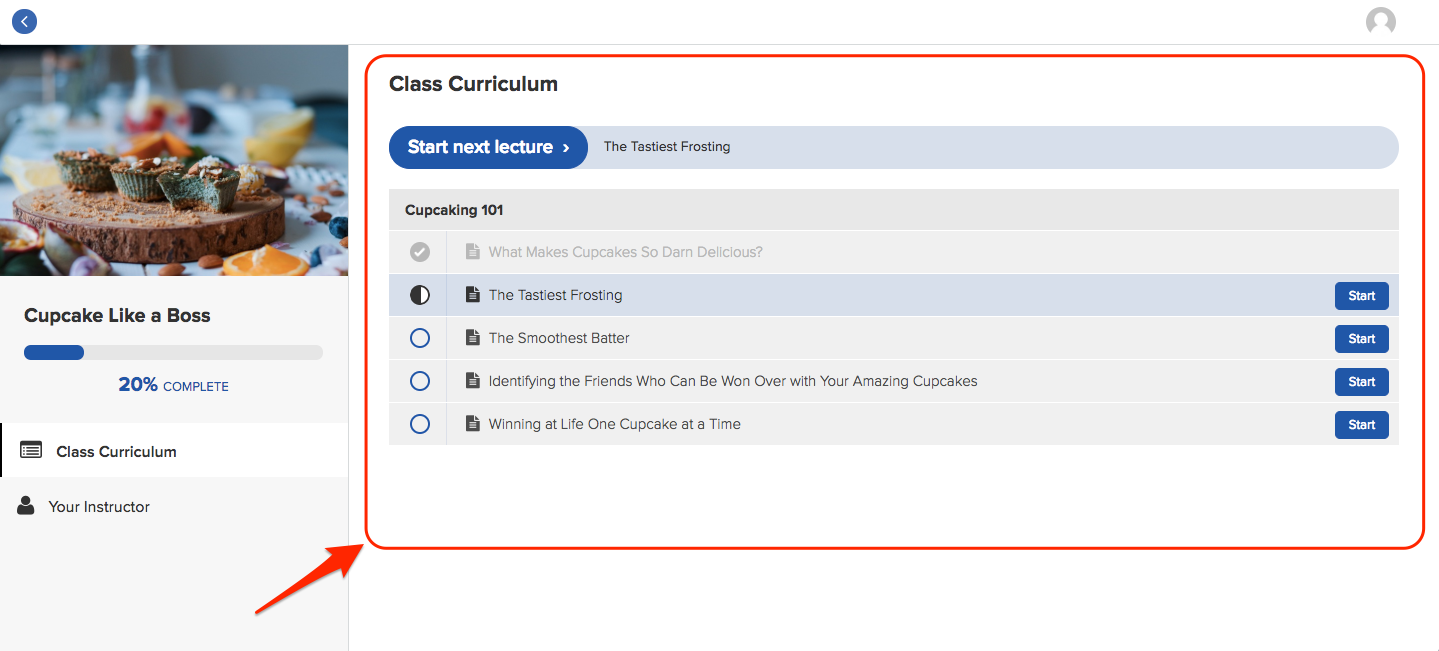 Class Curriculum
Start next lecture ›
The Tastiest Frosting
Cupcaking 101
What Makes Cupcakes So Darn Delicious?
The Tastiest Frosting
Start
The Smoothest Batter
Start
Identifying the Friends Who Can Be Won Over with Your Amazing Cupcakes
Start
Winning at Life One Cupcake at a Time
Start
Cupcake Like a Boss
20% COMPLETE
Class Curriculum
Your Instructor